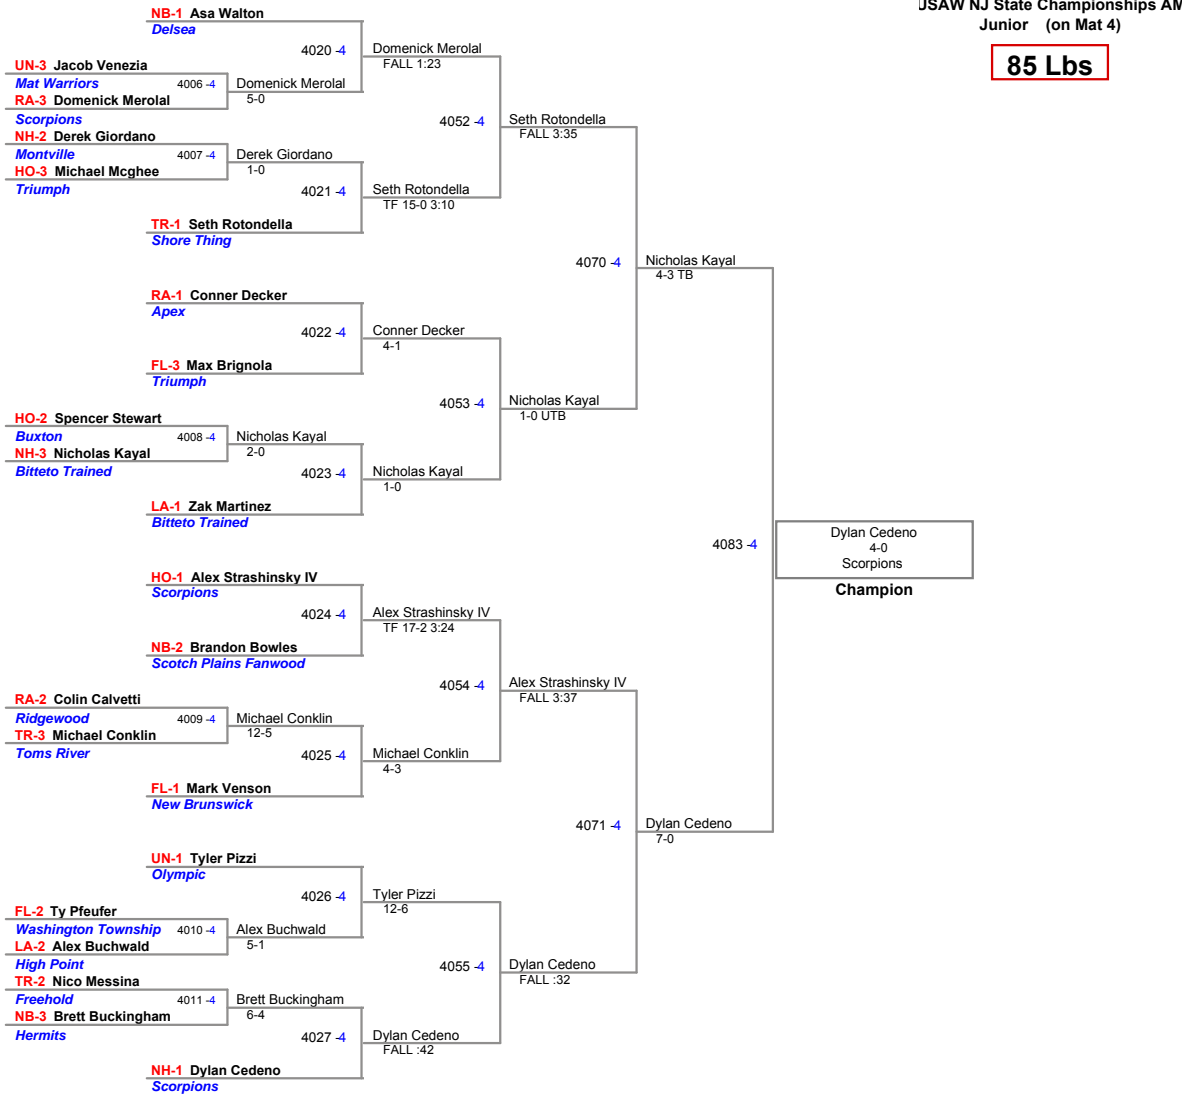 USAW NJ State Championships AM
Junior (on Mat 4)
85 Lbs
NB-1 Asa Walton
Delsea
4020 -4
Domenick Merolal
FALL 1:23
UN-3 Jacob Venezia
Mat Warriors
4006 -4
Domenick Merolal
5-0
RA-3 Domenick Merolal
Scorpions
4052 -4
Seth Rotondella
FALL 3:35
NH-2 Derek Giordano
Montville
4007 -4
Derek Giordano
1-0
HO-3 Michael Mcghee
Triumph
4021 -4
Seth Rotondella
TF 15-0 3:10
TR-1 Seth Rotondella
Shore Thing
4070 -4
Nicholas Kayal
4-3 TB
RA-1 Conner Decker
Apex
4022 -4
Conner Decker
4-1
FL-3 Max Brignola
Triumph
4053 -4
Nicholas Kayal
1-0 UTB
HO-2 Spencer Stewart
Buxton
4008 -4
Nicholas Kayal
2-0
NH-3 Nicholas Kayal
Bitteto Trained
4023 -4
Nicholas Kayal
1-0
LA-1 Zak Martinez
Bitteto Trained
4083 -4
Dylan Cedeno
4-0
Scorpions
Champion
HO-1 Alex Strashinsky IV
Scorpions
4024 -4
Alex Strashinsky IV
TF 17-2 3:24
NB-2 Brandon Bowles
Scotch Plains Fanwood
4054 -4
Alex Strashinsky IV
FALL 3:37
RA-2 Colin Calvetti
Ridgewood
4009 -4
Michael Conklin
12-5
TR-3 Michael Conklin
Toms River
4025 -4
Michael Conklin
4-3
FL-1 Mark Venson
New Brunswick
4071 -4
Dylan Cedeno
7-0
UN-1 Tyler Pizzi
Olympic
4026 -4
Tyler Pizzi
12-6
FL-2 Ty Pfeufer
Washington Township
4010 -4
Alex Buchwald
5-1
LA-2 Alex Buchwald
High Point
4055 -4
Dylan Cedeno
FALL :32
TR-2 Nico Messina
Freehold
4011 -4
Brett Buckingham
6-4
NB-3 Brett Buckingham
Hermits
4027 -4
Dylan Cedeno
FALL :42
NH-1 Dylan Cedeno
Scorpions